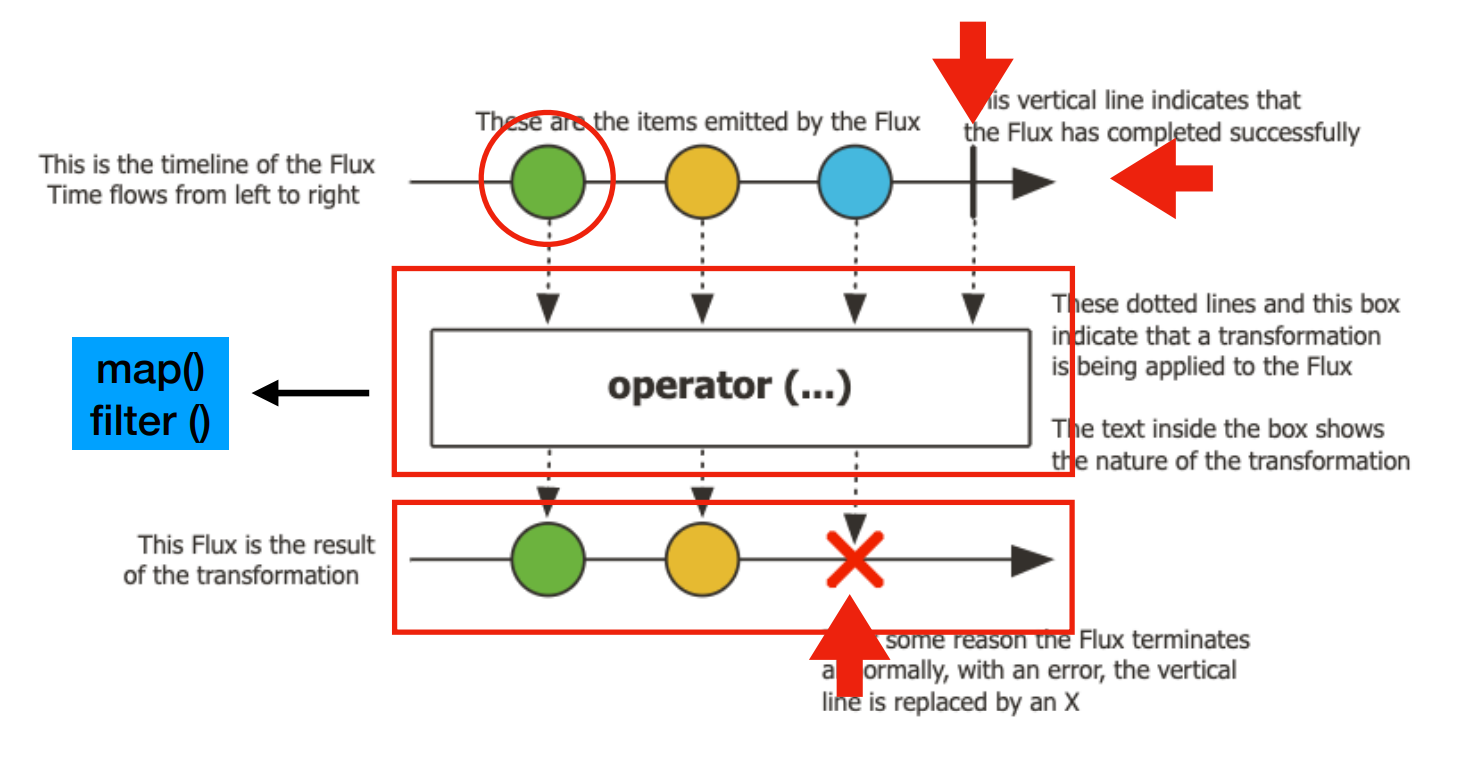 These are the items emitted by the Flux
is vertical line indicates that
the Flux has completed successfully
This is the timeline of the Flux
Time flows from left to right
These dotted lines and this box
indicate that a transformation
is being applied to the Flux
map()
filter ()
operator (...)
The text inside the box shows
the nature of the transformation
This Flux is the result
of the transformation
some reason the Flux terminates
with an error, the vertical
line is replaced by an X